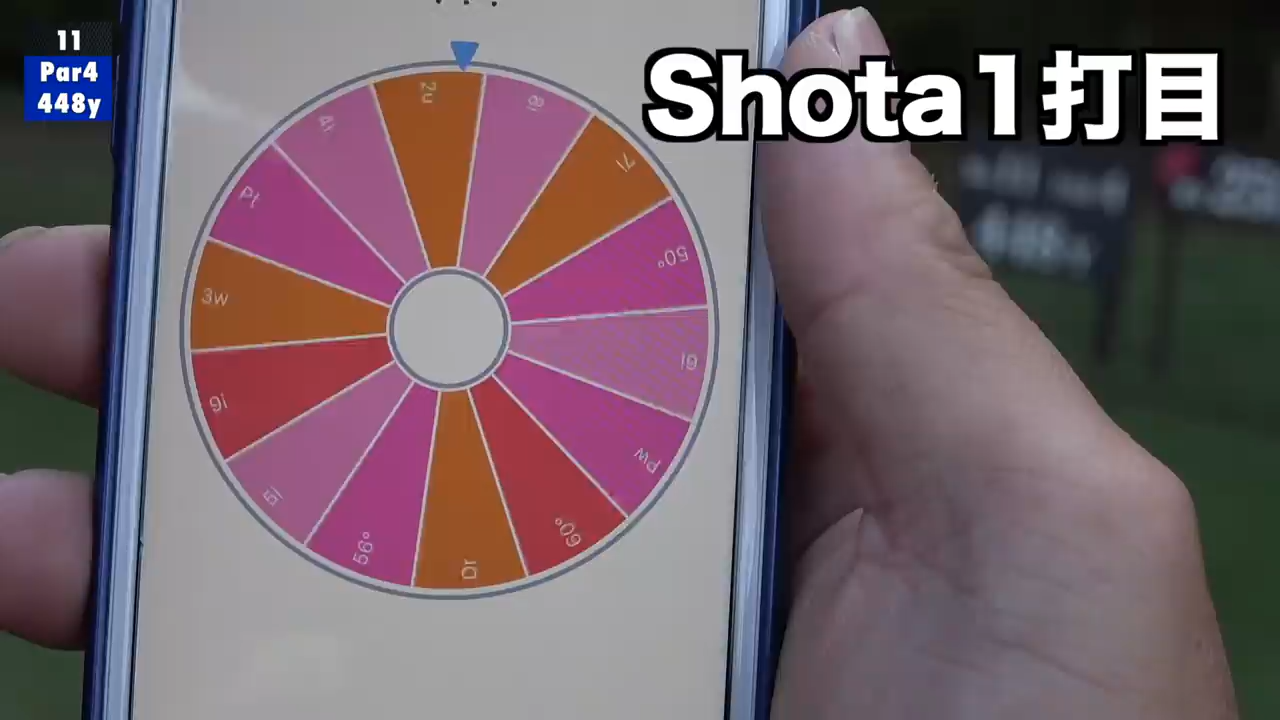 11
Par4
448y
Shota1打目
2u
8i
7i
50°
6i
PW
60°
Dr
56°
5i
9i
3w
Pt
4i